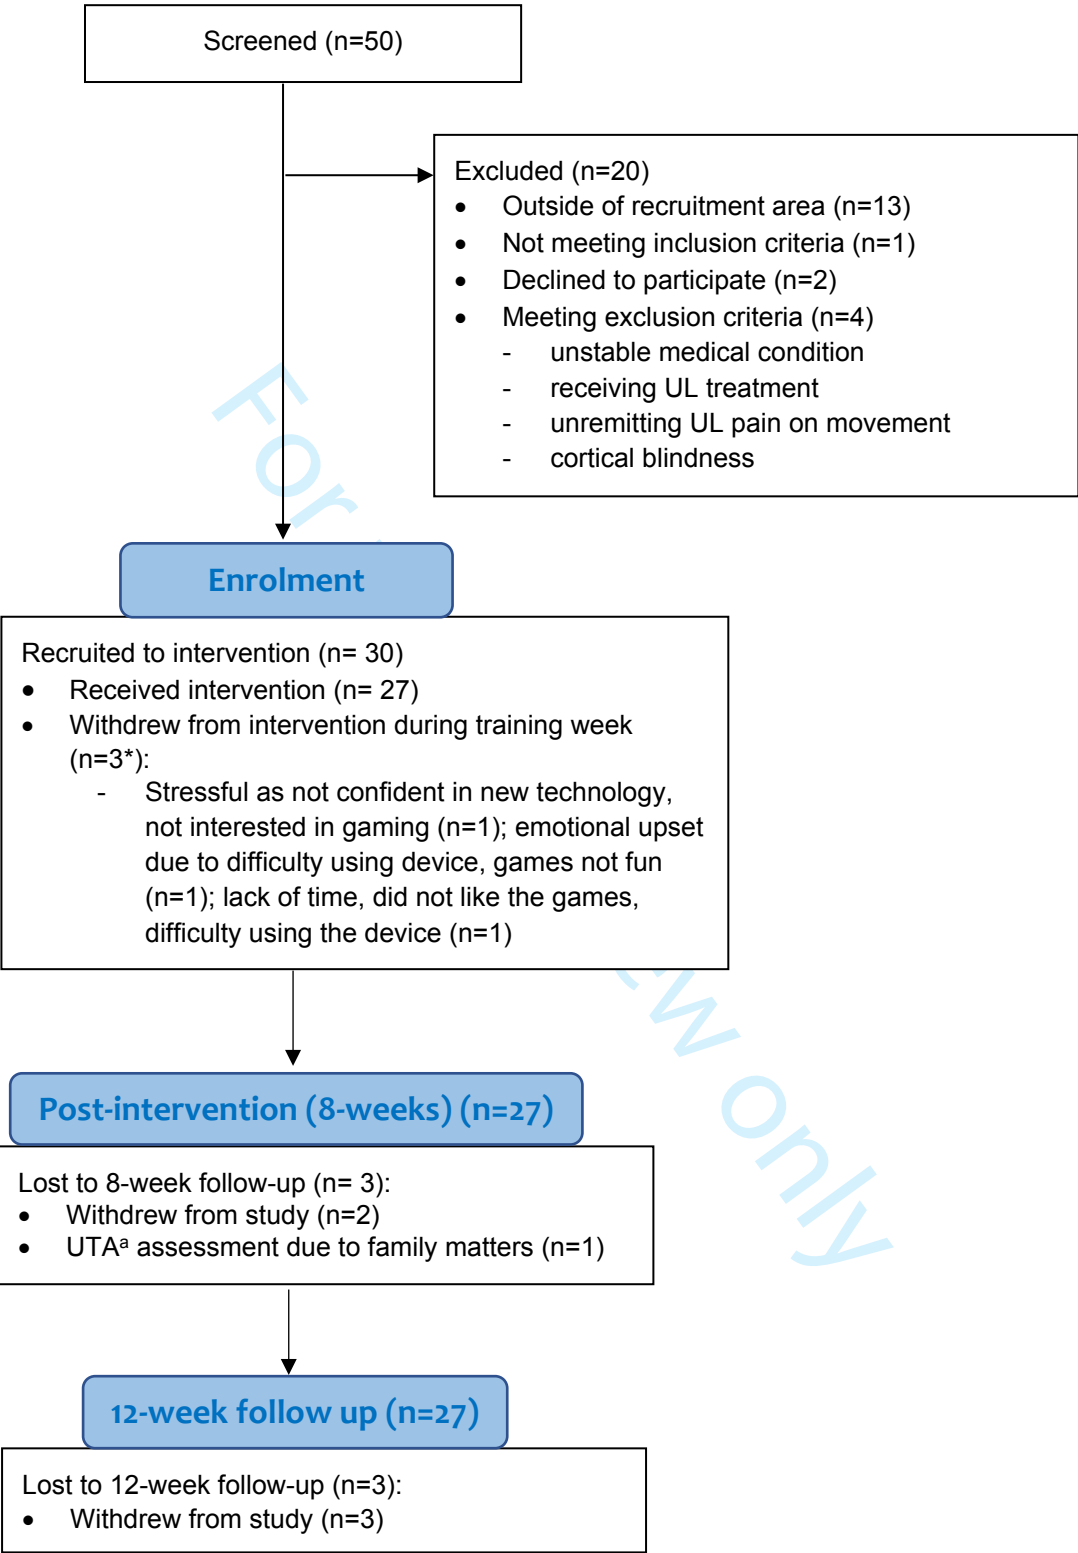 Screened (n=50)
Excluded (n=20)
• Outside of recruitment area (n=13)
• Not meeting inclusion criteria (n=1)
• Declined to participate (n=2)
• Meeting exclusion criteria (n=4)
- unstable medical condition
- receiving UL treatment
- unremitting UL pain on movement
- cortical blindness
Enrolment
Recruited to intervention (n= 30)
• Received intervention (n= 27)
• Withdrew from intervention during training week
(n=3*):
- Stressful as not confident in new technology,
not interested in gaming (n=1); emotional upset
due to difficulty using device, games not fun
(n=1); lack of time, did not like the games,
difficulty using the device (n=1)
Post-intervention (8-weeks) (n=27)
Lost to 8-week follow-up (n= 3):
• Withdrew from study (n=2)
• UTAᵃ assessment due to family matters (n=1)
12-week follow up (n=27)
Lost to 12-week follow-up (n=3):
• Withdrew from study (n=3)
For
only